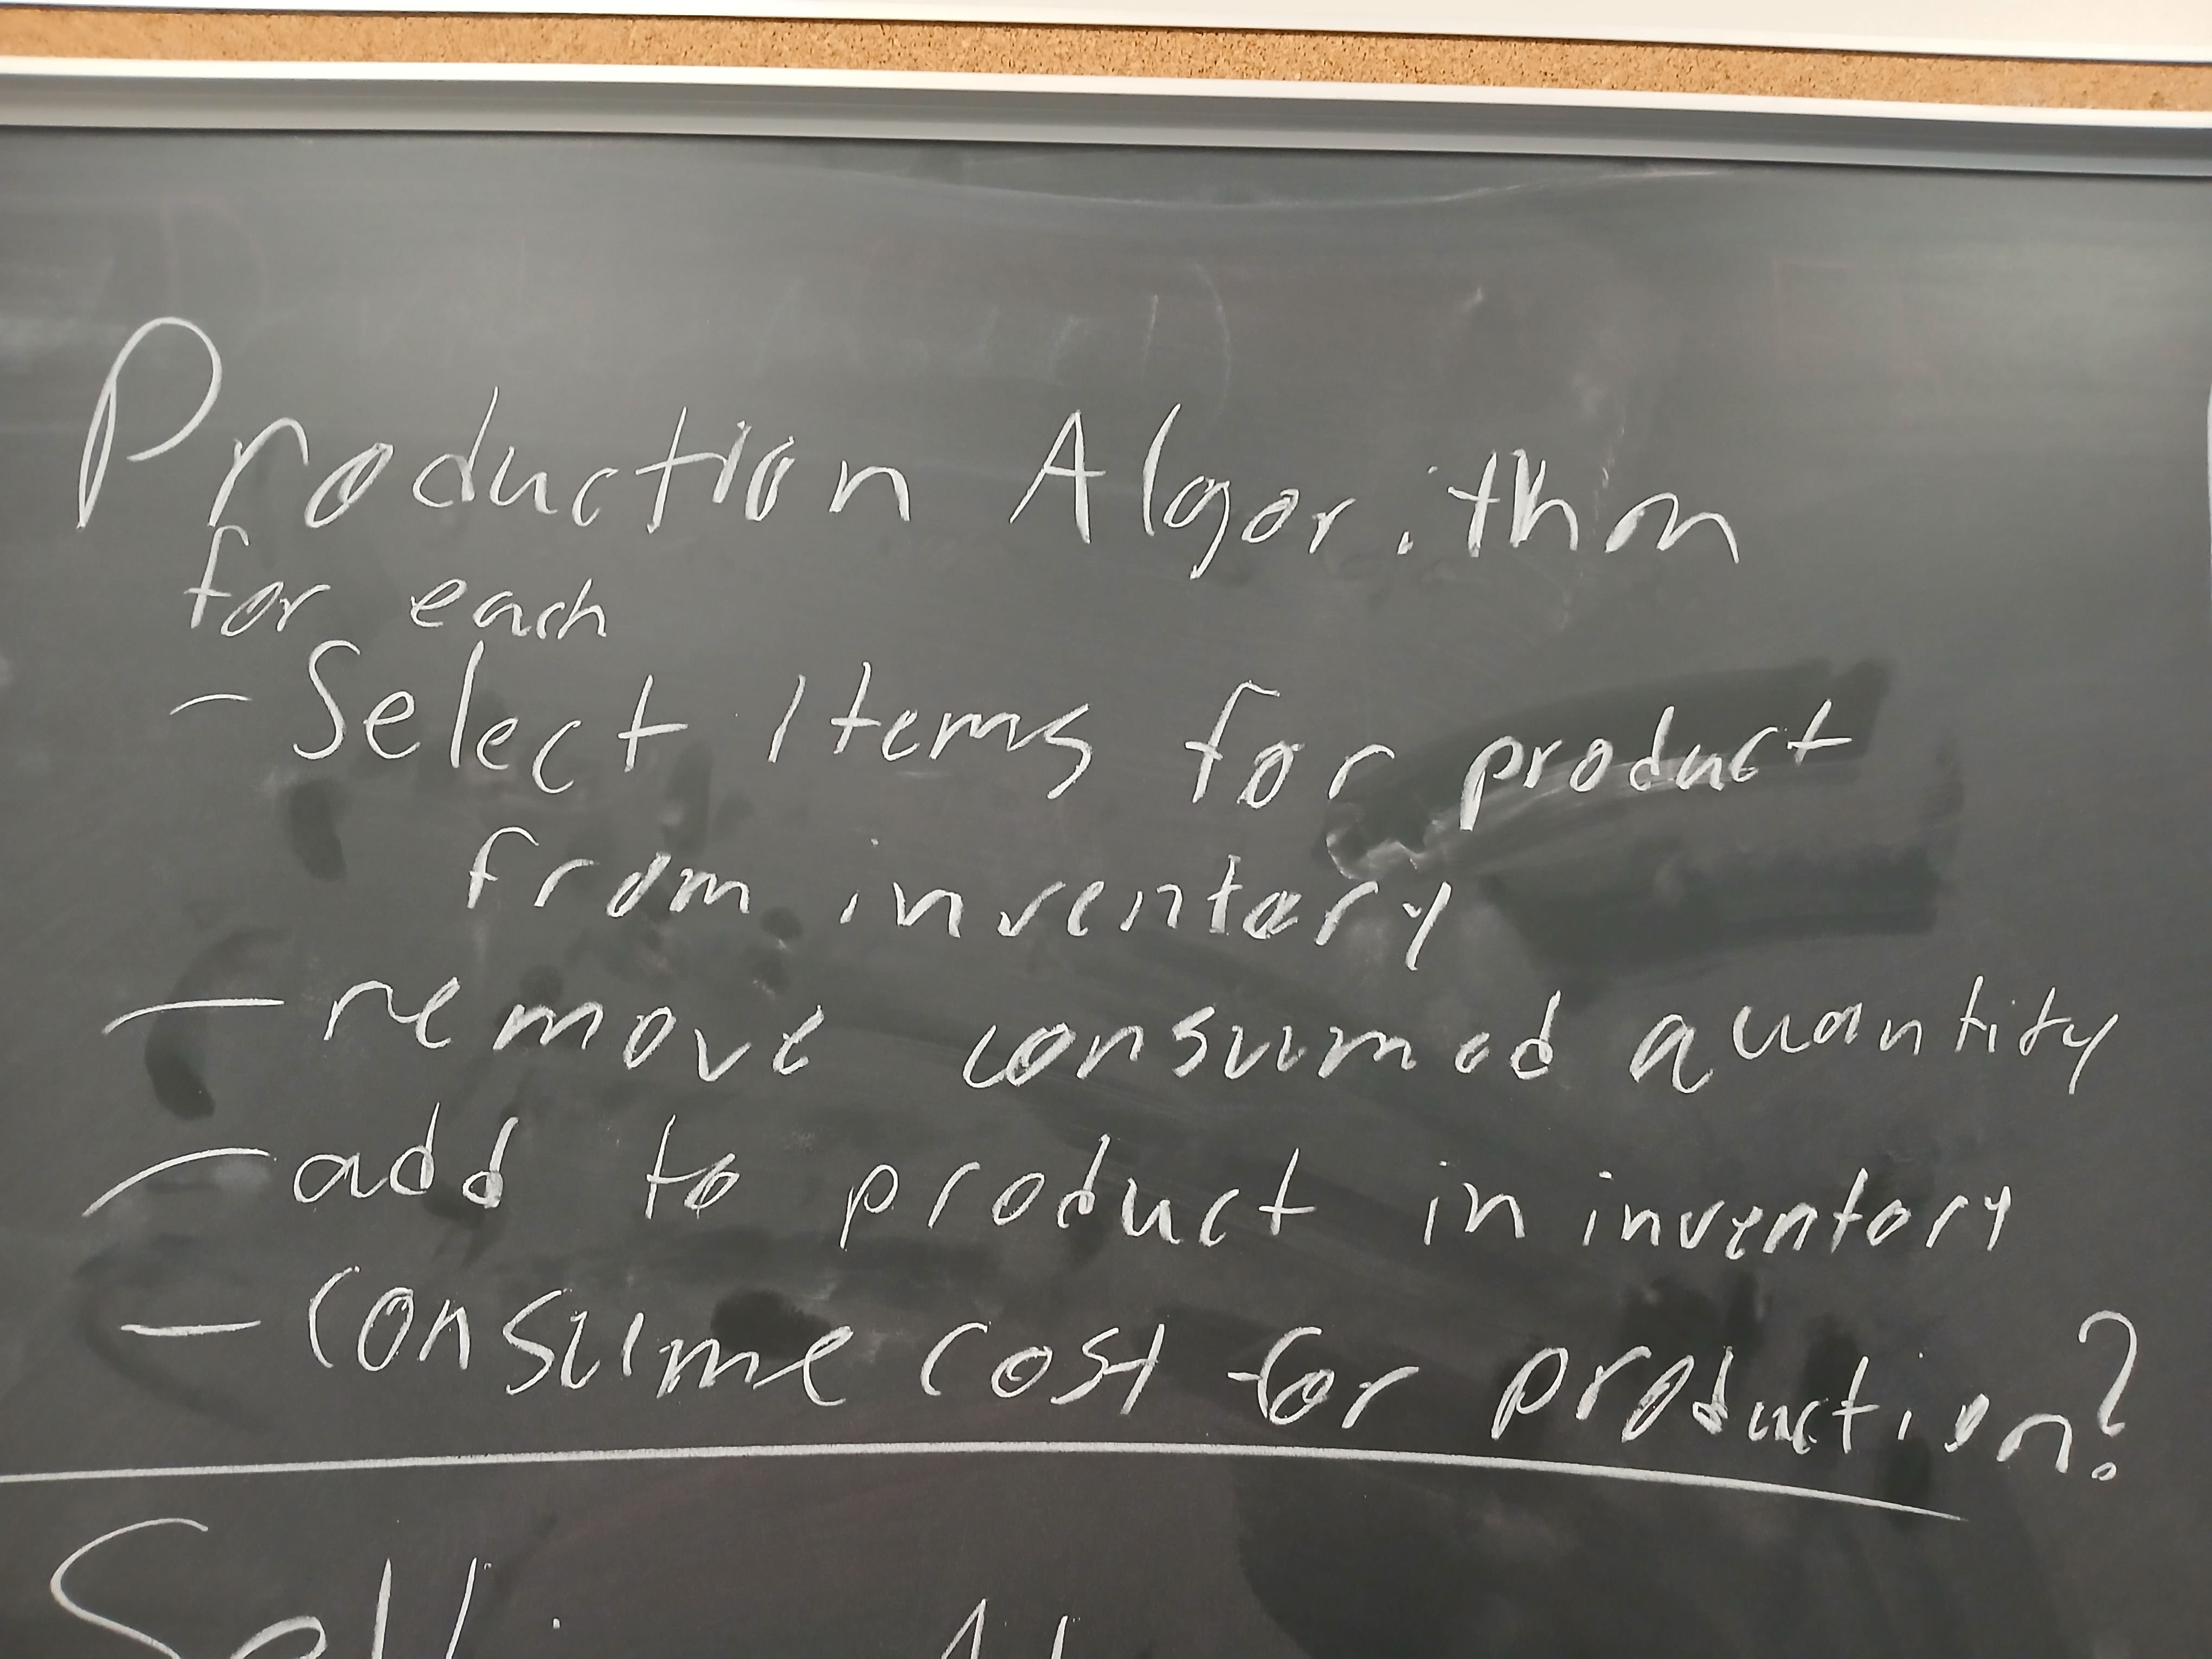 Production Algorithm
for each
- Select Items for product
from inventory
- remove consumed quantity
- add to product in inventory
- consume cost for production?